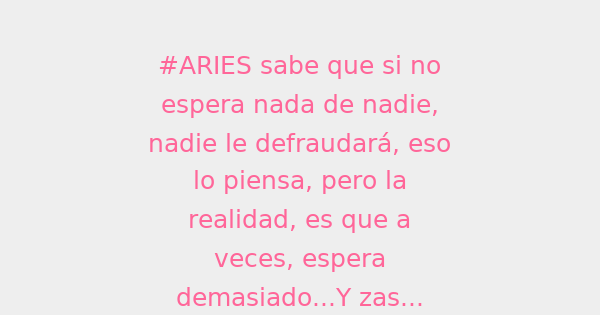 #ARIES sabe que si no
espera nada de nadie,
nadie le defraudará, eso
lo piensa, pero la
realidad, es que a
veces, espera
demasiado...Y zas...